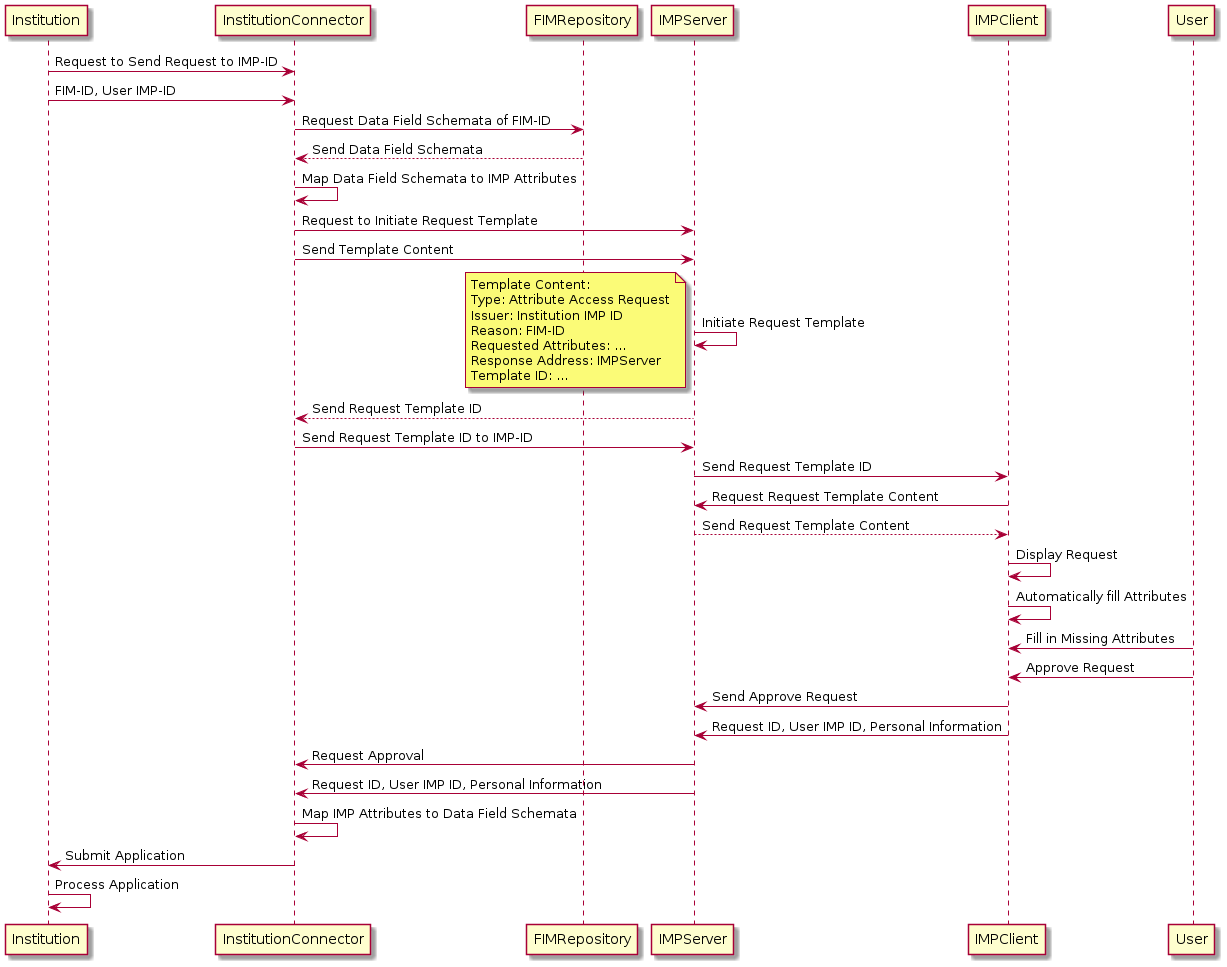 Institution
InstitutionConnector
FIMRepository
IMPServer
IMPClient
User
Request to Send Request to IMP-ID
FIM-ID, User IMP-ID
Request Data Field Schemata of FIM-ID
Send Data Field Schemata
Map Data Field Schemata to IMP Attributes
Request to Initiate Request Template
Send Template Content
Template Content:
Type: Attribute Access Request
Issuer: Institution IMP ID
Reason: FIM-ID
Requested Attributes: ...
Response Address: IMPServer
Template ID: ...
Initiate Request Template
Send Request Template ID
Send Request Template ID to IMP-ID
Send Request Template ID
Request Request Template Content
Send Request Template Content
Display Request
Automatically fill Attributes
Fill in Missing Attributes
Approve Request
Send Approve Request
Request ID, User IMP ID, Personal Information
Request Approval
Request ID, User IMP ID, Personal Information
Map IMP Attributes to Data Field Schemata
Submit Application
Process Application
Institution
InstitutionConnector
FIMRepository
IMPServer
IMPClient
User